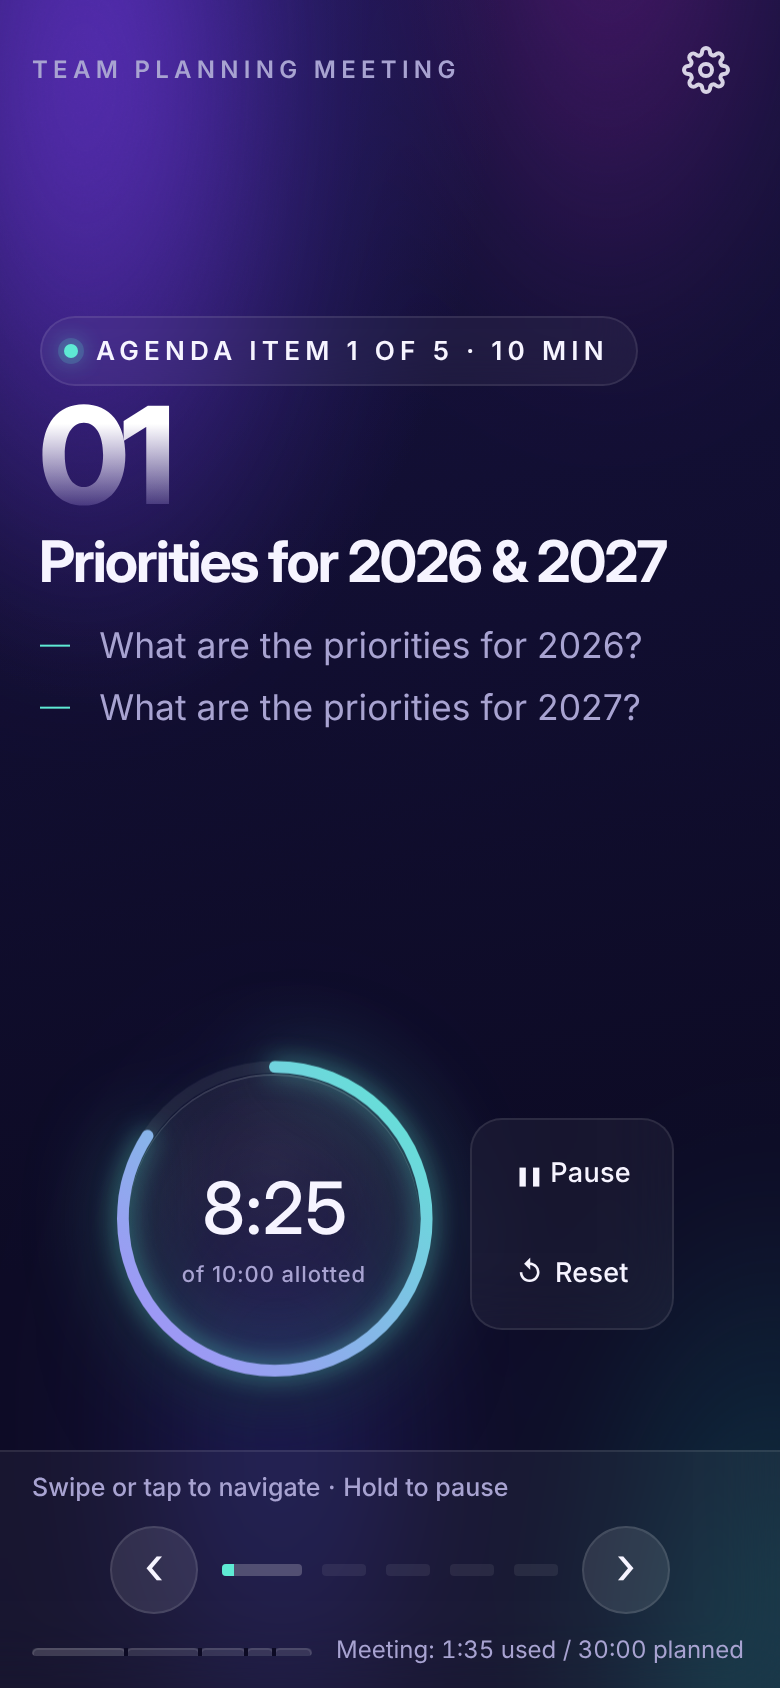 TEAM PLANNING MEETING
AGENDA ITEM 1 OF 5 · 10 MIN
01
Priorities for 2026 & 2027
— What are the priorities for 2026?
— What are the priorities for 2027?
8:25
of 10:00 allotted
Pause
Reset
Swipe or tap to navigate · Hold to pause
Meeting: 1:35 used / 30:00 planned